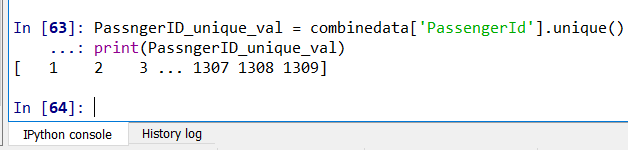 In [63]: PassngerID_unique_val = combinedata['PassengerId'].unique()
...: print(PassngerID_unique_val)
[   1    2    3 ... 1307 1308 1309]
In [64]:
IPython console History log